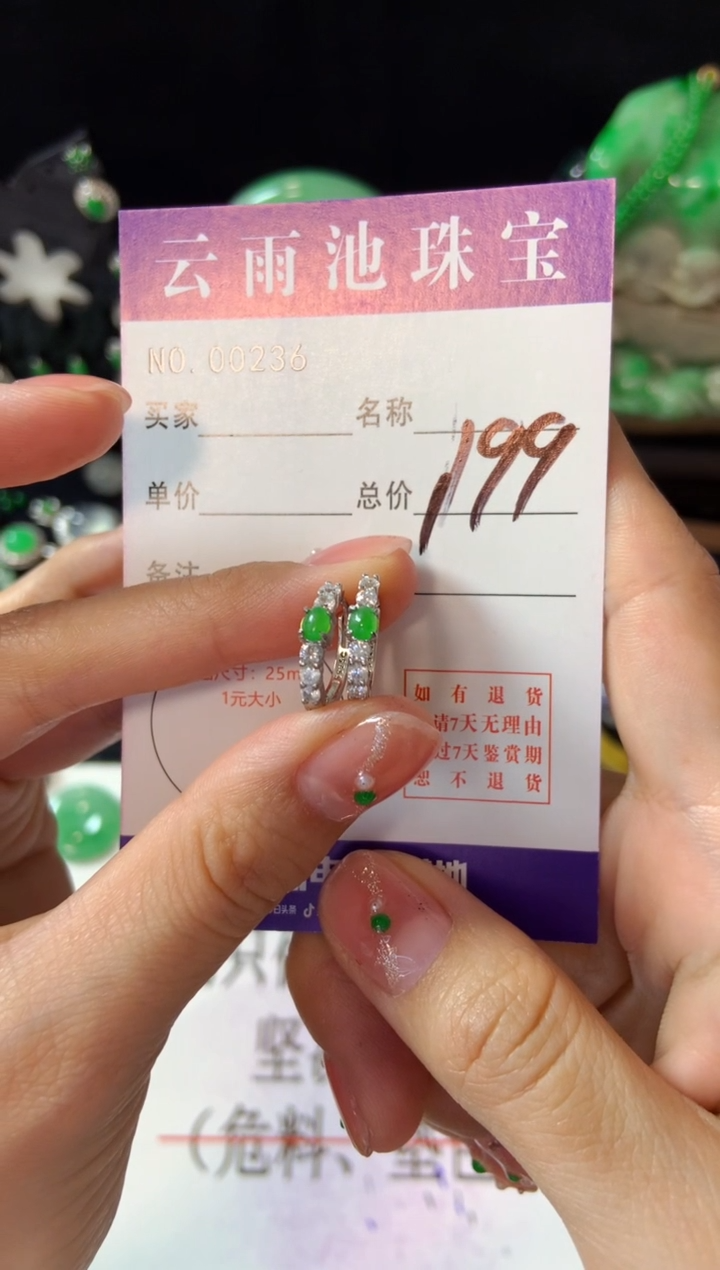 云雨池珠宝
NO. 00236
买家 名称
199
单价 总价
备注
尺寸：25m
1元大小
如有退货
请7天无理由
过7天鉴赏期
恕不退货
（危料、